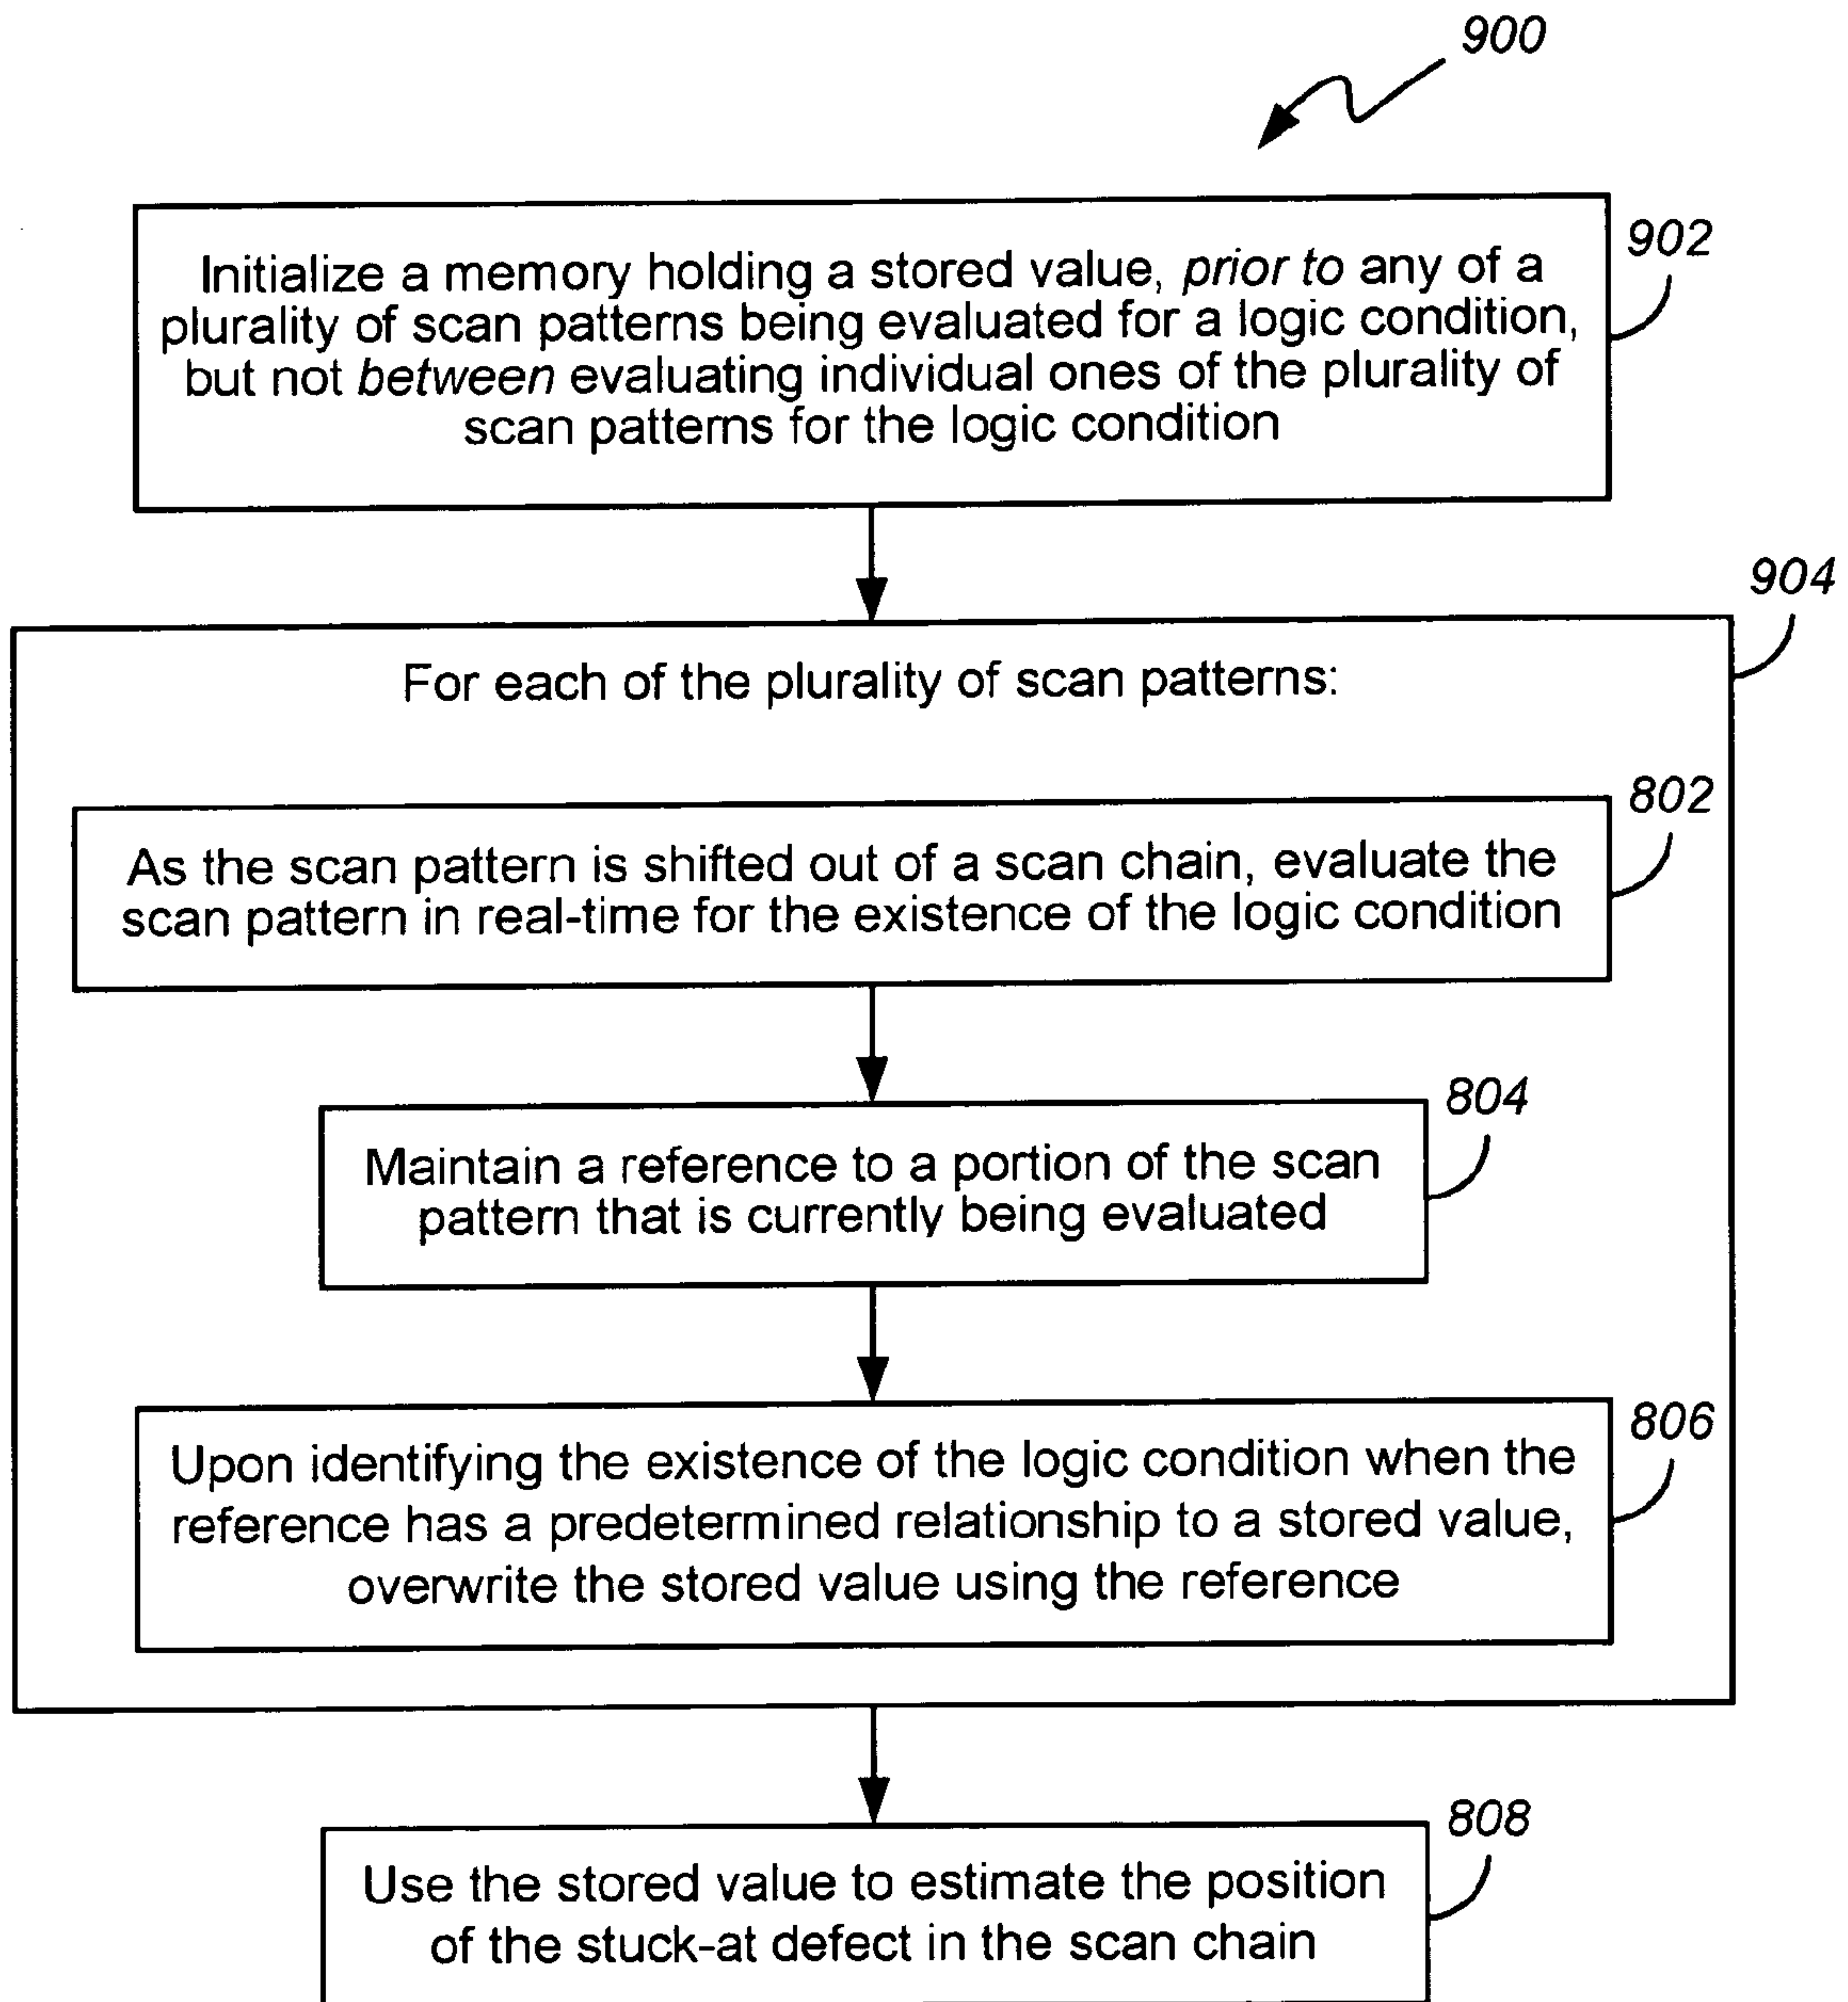 900
902
Initialize a memory holding a stored value, prior to any of a
plurality of scan patterns being evaluated for a logic condition,
but not between evaluating individual ones of the plurality of
scan patterns for the logic condition
904
For each of the plurality of scan patterns:
802
As the scan pattern is shifted out of a scan chain, evaluate the
scan pattern in real-time for the existence of the logic condition
804
Maintain a reference to a portion of the scan
pattern that is currently being evaluated
806
Upon identifying the existence of the logic condition when the
reference has a predetermined relationship to a stored value,
overwrite the stored value using the reference
808
Use the stored value to estimate the position
of the stuck-at defect in the scan chain